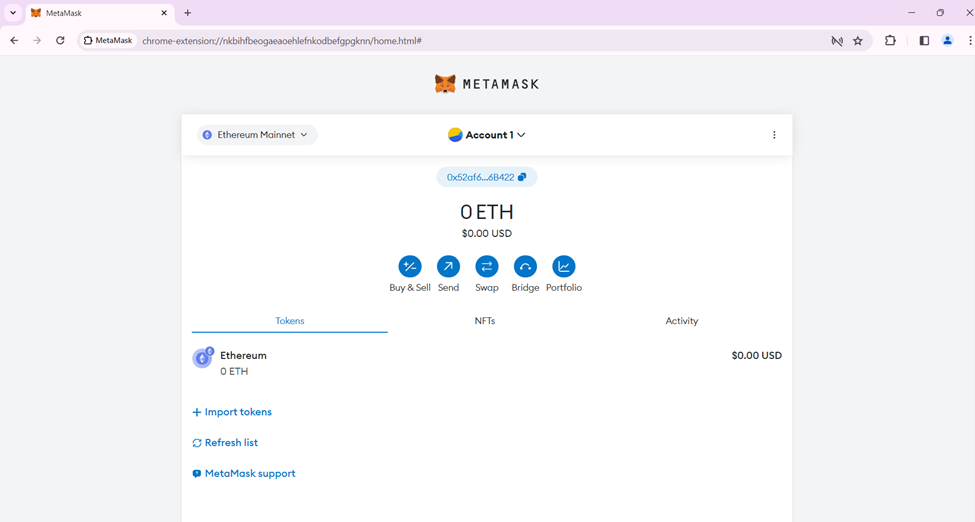 MetaMask
MetaMask
chrome-extension://nkbihfbeogaeaoehlefnkodbefgpgknn/home.html#
METAMASK
Ethereum Mainnet
Account 1
0x52af6...6B422
0 ETH
$0.00 USD
Buy & Sell
Send
Swap
Bridge
Portfolio
Tokens
NFTs
Activity
Ethereum
$0.00 USD
0 ETH
Import tokens
Refresh list
MetaMask support